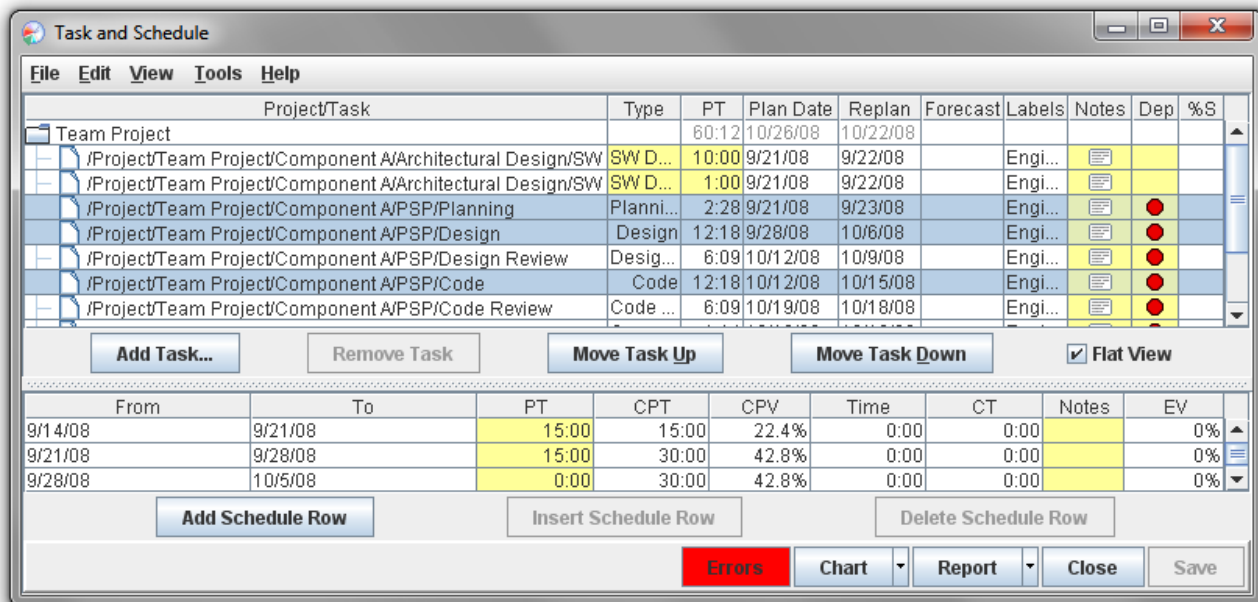 Task and Schedule
File Edit View Tools Help
Project/Task Type PT Plan Date Replan Forecast Labels Notes Dep %S
Team Project 60:12 10/26/08 10/22/08
/Project/Team Project/Component A/Architectural Design/SW SW D... 10:00 9/21/08 9/22/08 Engi...
/Project/Team Project/Component A/Architectural Design/SW SW D... 1:00 9/21/08 9/22/08 Engi...
/Project/Team Project/Component A/PSP/Planning Planni... 2:28 9/21/08 9/23/08 Engi...
/Project/Team Project/Component A/PSP/Design Design 12:18 9/28/08 10/6/08 Engi...
/Project/Team Project/Component A/PSP/Design Review Desig... 6:09 10/12/08 10/9/08 Engi...
/Project/Team Project/Component A/PSP/Code Code 12:18 10/12/08 10/15/08 Engi...
/Project/Team Project/Component A/PSP/Code Review Code ... 6:09 10/19/08 10/18/08 Engi...
Add Task... Remove Task Move Task Up Move Task Down Flat View
From To PT CPT CPV Time CT Notes EV
9/14/08 9/21/08 15:00 15:00 22.4% 0:00 0:00 0%
9/21/08 9/28/08 15:00 30:00 42.8% 0:00 0:00 0%
9/28/08 10/5/08 0:00 30:00 42.8% 0:00 0:00 0%
Add Schedule Row Insert Schedule Row Delete Schedule Row
Errors Chart Report Close Save